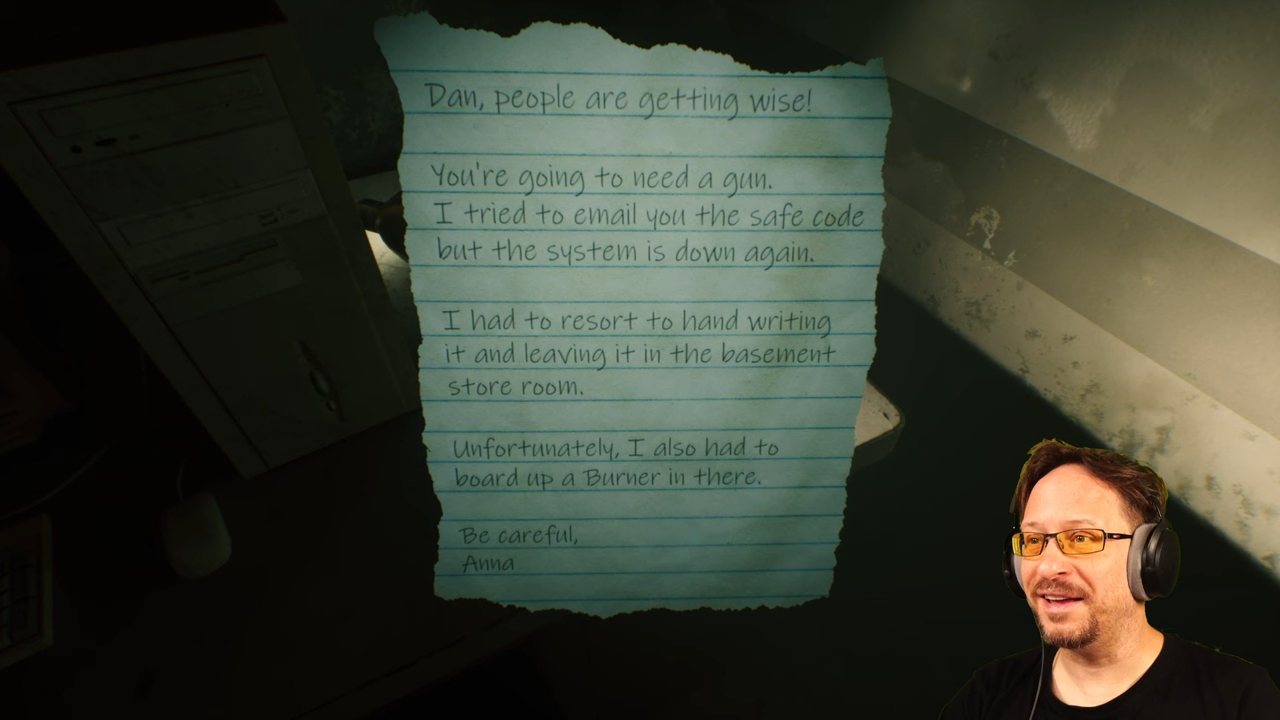 Dan, people are getting wise!
You're going to need a gun.
I tried to email you the safe code
but the system is down again.
I had to resort to hand writing
it and leaving it in the basement
store room.
Unfortunately, I also had to
board up a Burner in there.
Be careful,
Anna